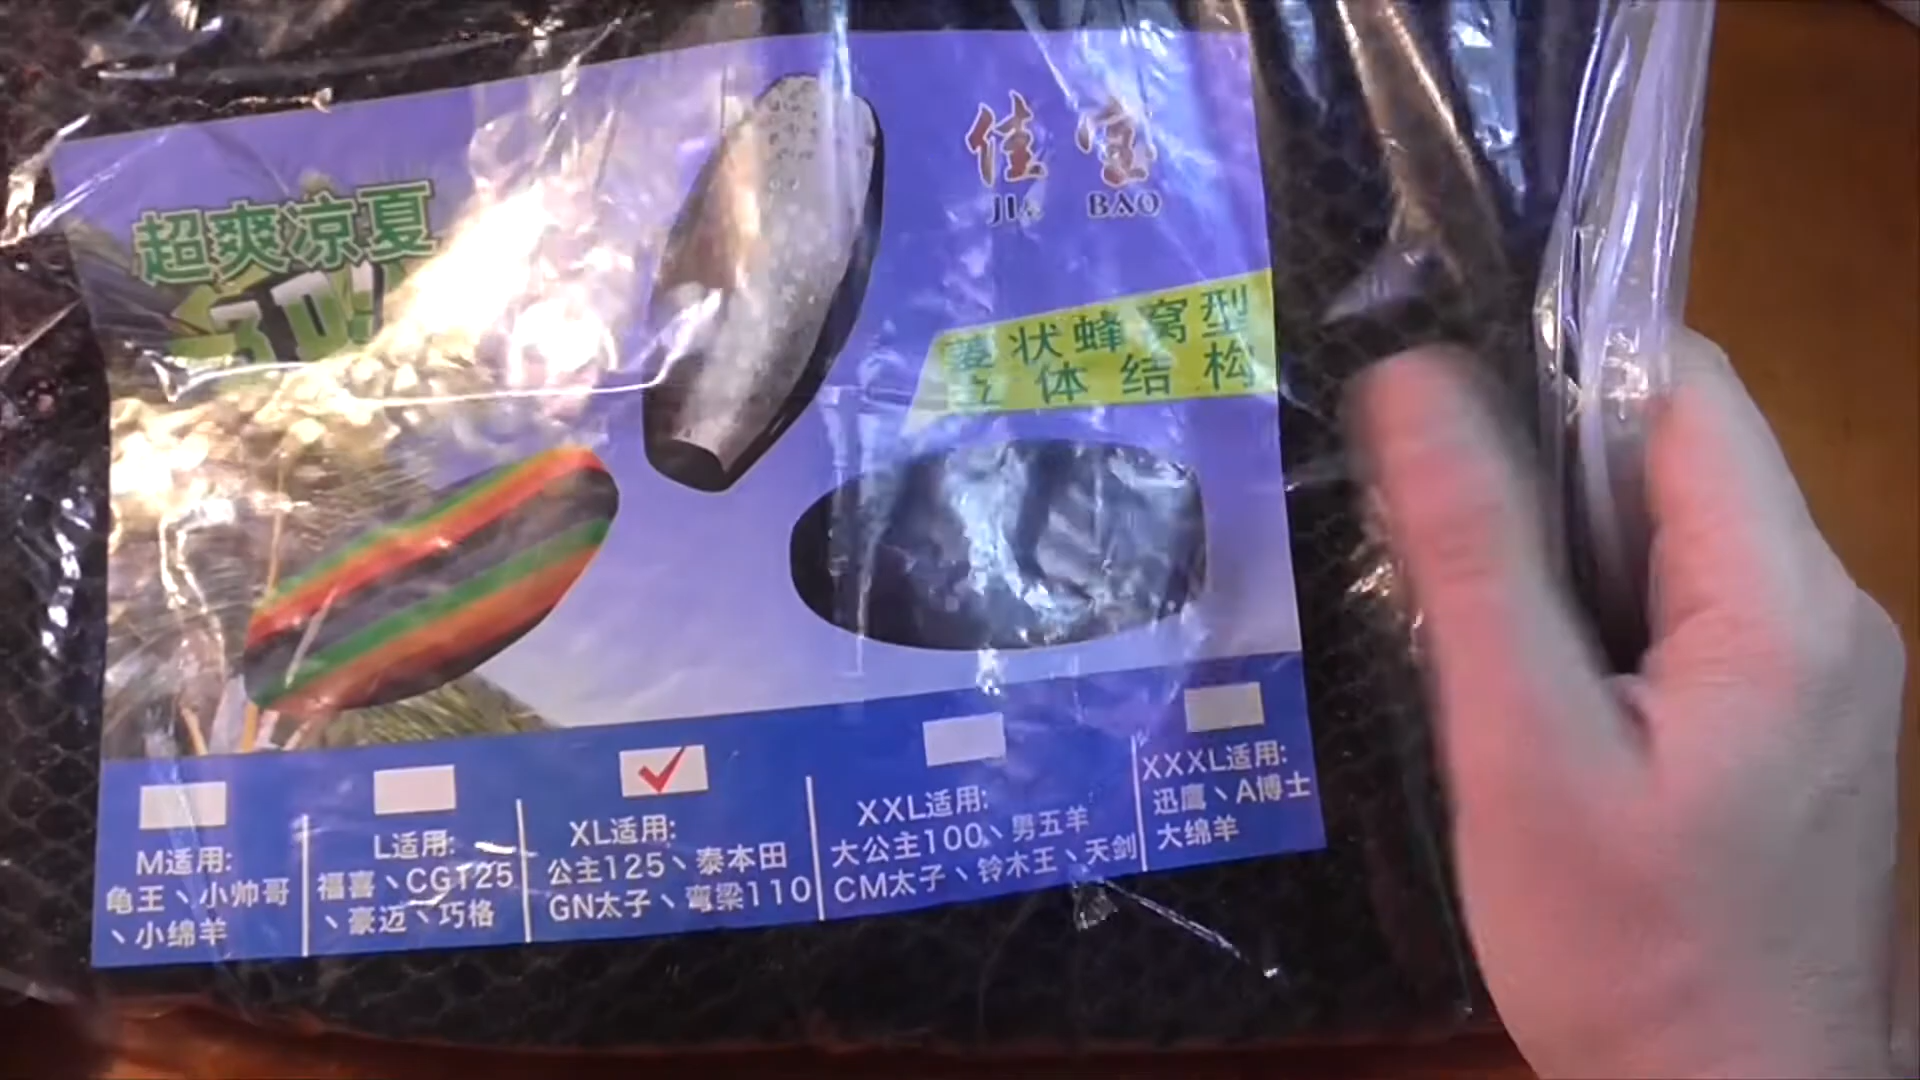 佳宝
JIA BAO
超爽凉夏
菱状蜂窝型
立体结构
M适用:
龟王、小帅哥
、小绵羊
L适用:
福喜、CGT25
、豪迈、巧格
XL适用:
公主125、泰本田
GN太子、弯梁110
XXL适用:
大公主100、男五羊
CM太子、铃木王、天剑
XXXL适用:
迅鹰、A博士
大绵羊